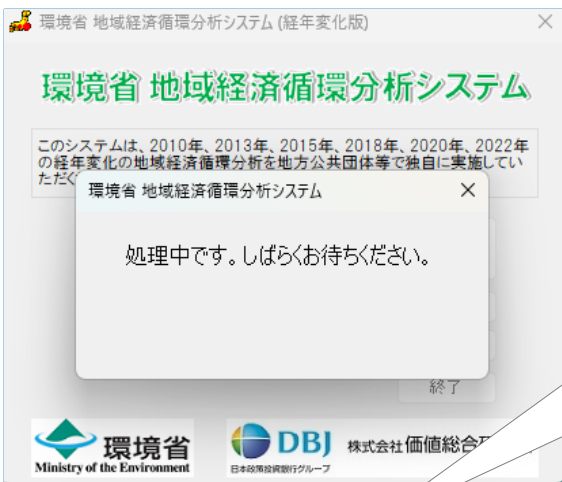 環境省 地域経済循環分析システム (経年変化版)
環境省 地域経済循環分析システム
このシステムは、2010年、2013年、2015年、2018年、2020年、2022年
の経年変化の地域経済循環分析を地方公共団体等で独自に実施してい
ただく
環境省 地域経済循環分析システム
処理中です。しばらくお待ちください。
終了
環境省
Ministry of the Environment
DBJ
日本政策投資銀行グループ
株式会社価値総合